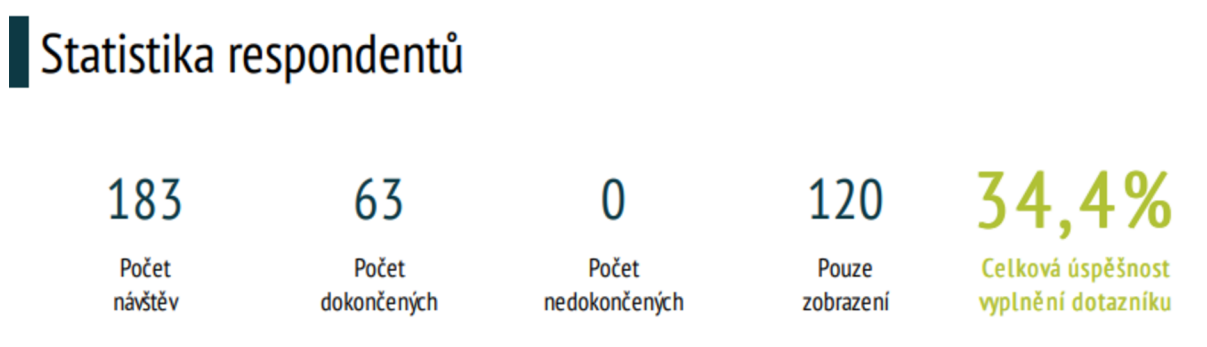 Statistika respondentů
183 63 0 120 34,4%
Počet Počet Počet Pouze Celková úspěšnost
návštěv dokončených nedokončených zobrazení vyplnění dotazníku